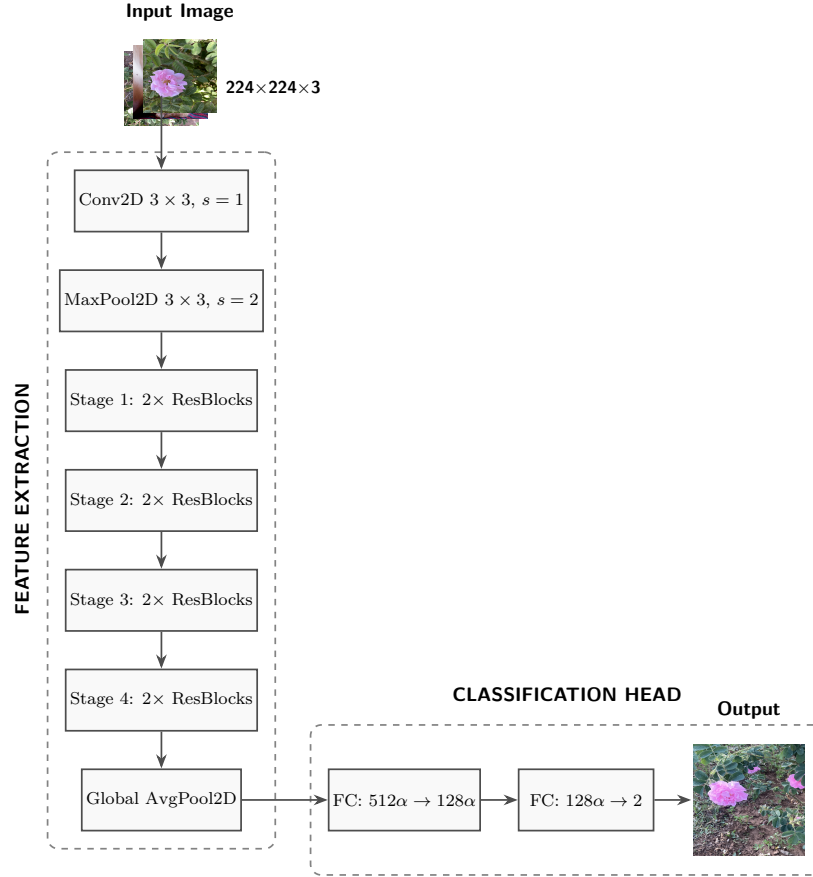 Input Image
224×224×3
FEATURE EXTRACTION
Conv2D 3 × 3, s = 1
MaxPool2D 3 × 3, s = 2
Stage 1: 2× ResBlocks
Stage 2: 2× ResBlocks
Stage 3: 2× ResBlocks
Stage 4: 2× ResBlocks
Global AvgPool2D
CLASSIFICATION HEAD
FC: 512α → 128α
FC: 128α → 2
Output